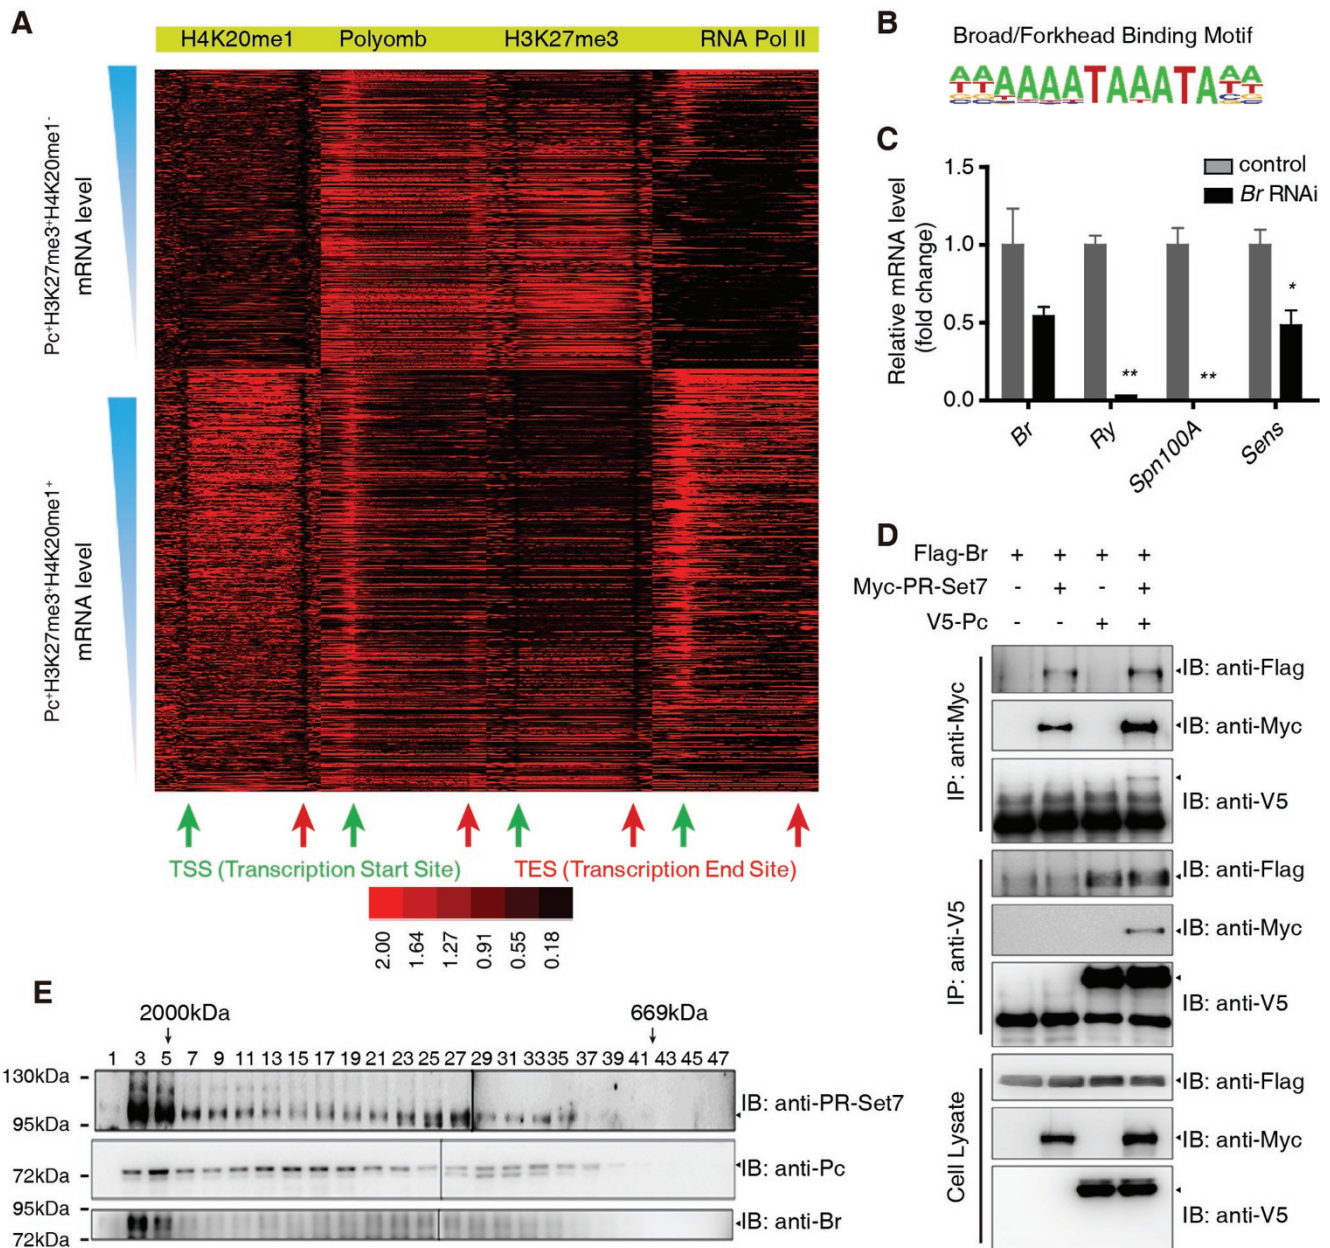 A
H4K20me1 Polyomb H3K27me3 RNA Pol II
Pc+H3K27me3+H4K20me1-
mRNA level
Pc+H3K27me3+H4K20me1+
mRNA level
TSS (Transcription Start Site) TES (Transcription End Site)
2.00 1.64 1.27 0.91 0.55 0.18
B
Broad/Forkhead Binding Motif
AAAAAATAAATAAA
C
control
Br RNAi
Relative mRNA level
(fold change)
1.5
1.0
0.5
0.0
** ** *
Br Ry Spn100A Sens
D
Flag-Br + + + +
Myc-PR-Set7 - + - +
V5-Pc - - + +
IP: anti-Myc
IB: anti-Flag
IB: anti-Myc
IB: anti-V5
IP: anti-V5
IB: anti-Flag
IB: anti-Myc
IB: anti-V5
Cell Lysate
IB: anti-Flag
IB: anti-Myc
IB: anti-V5
E
2000kDa 669kDa
1 3 5 7 9 11 13 15 17 19 21 23 25 27 29 31 33 35 37 39 41 43 45 47
130kDa
95kDa
IB: anti-PR-Set7
72kDa
IB: anti-Pc
95kDa
72kDa
IB: anti-Br